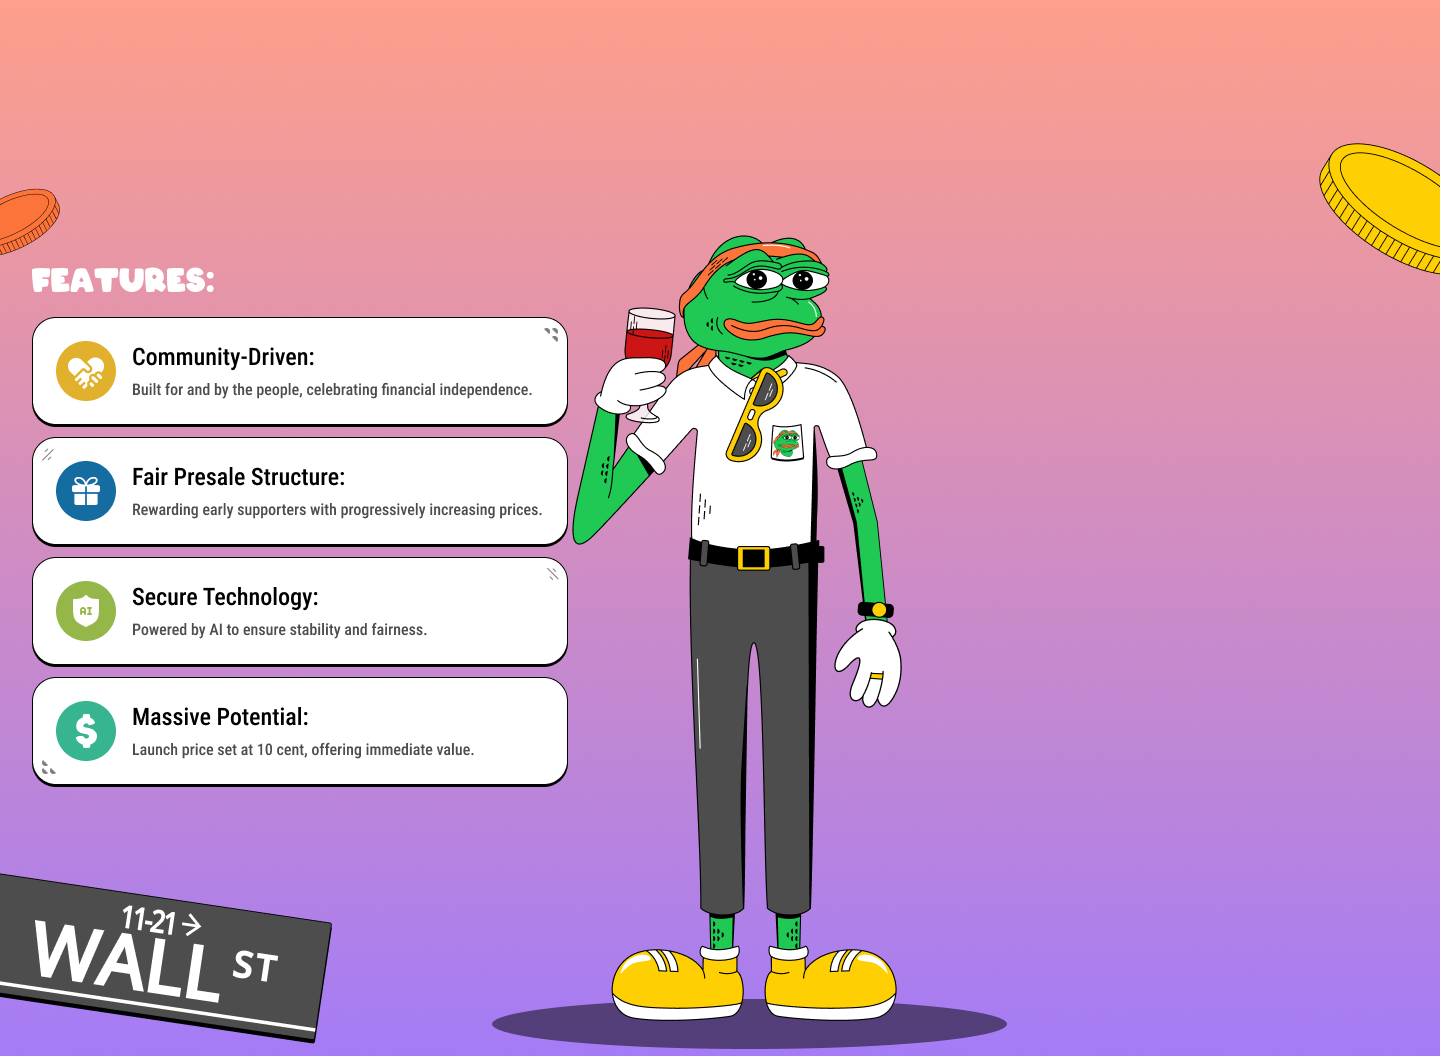 FEATURES:
Community-Driven:
Built for and by the people, celebrating financial independence.
Fair Presale Structure:
Rewarding early supporters with progressively increasing prices.
AI
Secure Technology:
Powered by AI to ensure stability and fairness.
$
Massive Potential:
Launch price set at 10 cent, offering immediate value.
11-21 →
WALL ST